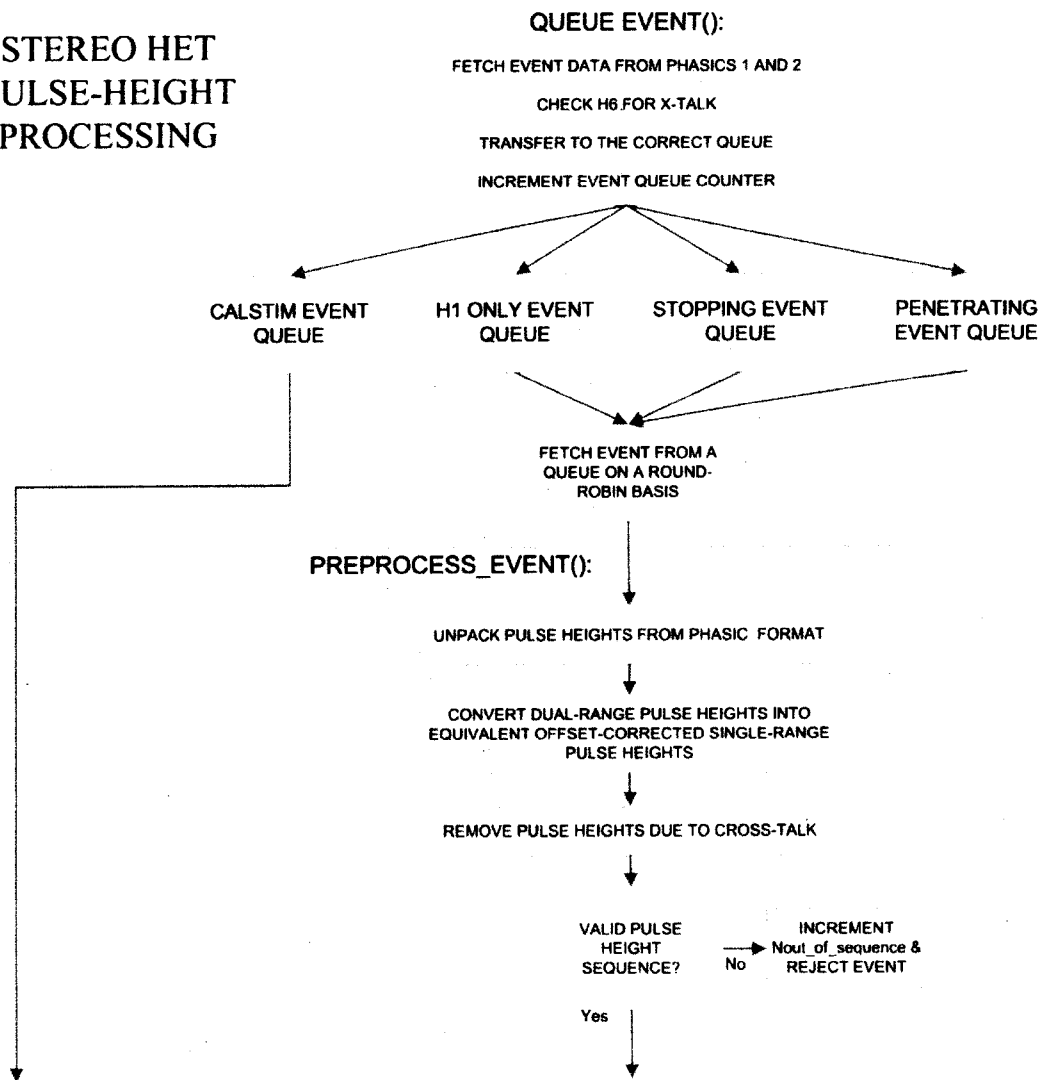 STEREO HET
ULSE-HEIGHT
PROCESSING
QUEUE EVENT():
FETCH EVENT DATA FROM PHASICS 1 AND 2
CHECK H6 FOR X-TALK
TRANSFER TO THE CORRECT QUEUE
INCREMENT EVENT QUEUE COUNTER
CALSTIM EVENT
QUEUE
H1 ONLY EVENT
QUEUE
STOPPING EVENT
QUEUE
PENETRATING
EVENT QUEUE
FETCH EVENT FROM A
QUEUE ON A ROUND-
ROBIN BASIS
PREPROCESS_EVENT():
UNPACK PULSE HEIGHTS FROM PHASIC FORMAT
CONVERT DUAL-RANGE PULSE HEIGHTS INTO
EQUIVALENT OFFSET-CORRECTED SINGLE-RANGE
PULSE HEIGHTS
REMOVE PULSE HEIGHTS DUE TO CROSS-TALK
VALID PULSE
HEIGHT
SEQUENCE?
No
INCREMENT
Nout_of_sequence &
REJECT EVENT
Yes